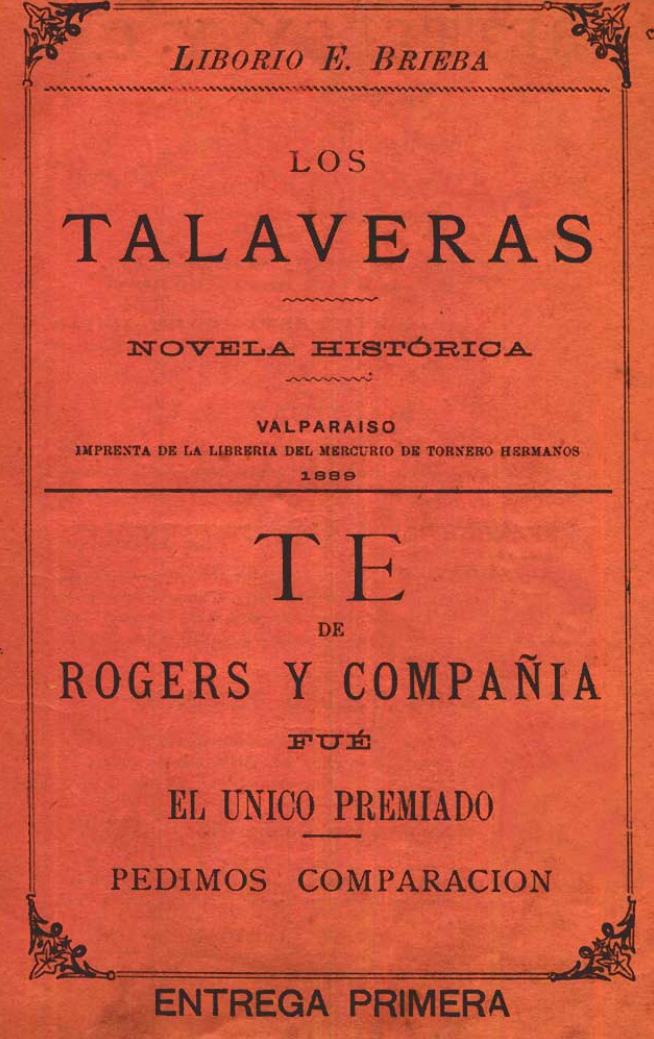 LIBORIO E. BRIEBA
LOS
TALAVERAS
NOVELA HISTÓRICA
VALPARAISO
IMPRENTA DE LA LIBRERIA DEL MERCURIO DE TORNERO HERMANOS
1889
TE
DE
ROGERS Y COMPAÑIA
FUÉ
EL UNICO PREMIADO
PEDIMOS COMPARACION
ENTREGA PRIMERA